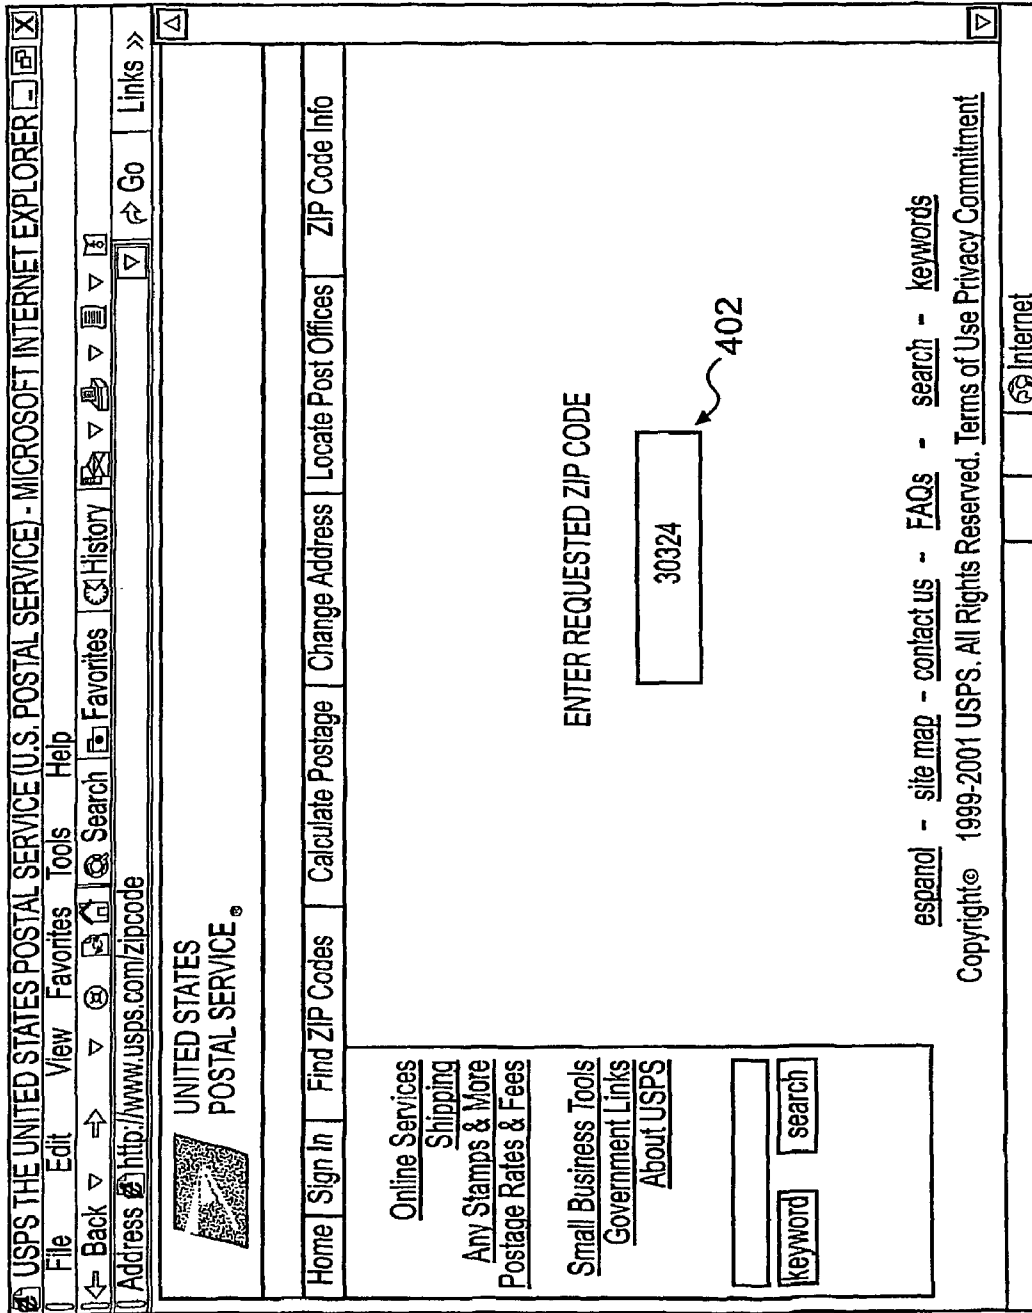 USPS THE UNITED STATES POSTAL SERVICE (U.S. POSTAL SERVICE) - MICROSOFT INTERNET EXPLORER
File Edit View Favorites Tools Help
Back Search Favorites History
Address http://www.usps.com/zipcode Go Links »
UNITED STATES
POSTAL SERVICE®
Home Sign In Find ZIP Codes Calculate Postage Change Address Locate Post Offices ZIP Code Info
Online Services
Shipping
Any Stamps & More
Postage Rates & Fees
Small Business Tools
Government Links
About USPS
keyword search
ENTER REQUESTED ZIP CODE
30324
402
espanol - site map - contact us - FAQs - search - keywords
Copyright© 1999-2001 USPS. All Rights Reserved. Terms of Use Privacy Commitment
Internet